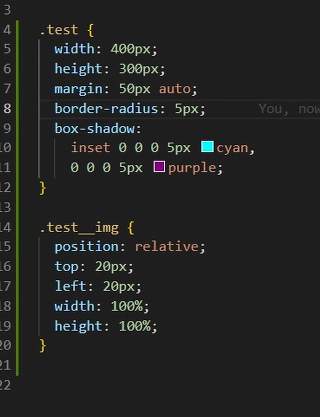 3
4 .test {
5 width: 400px;
6 height: 300px;
7 margin: 50px auto;
8 border-radius: 5px; You, now
9 box-shadow:
10 inset 0 0 0 5px cyan,
11 0 0 0 5px purple;
12 }
13
14 .test__img {
15 position: relative;
16 top: 20px;
17 left: 20px;
18 width: 100%;
19 height: 100%;
20 }
21
22